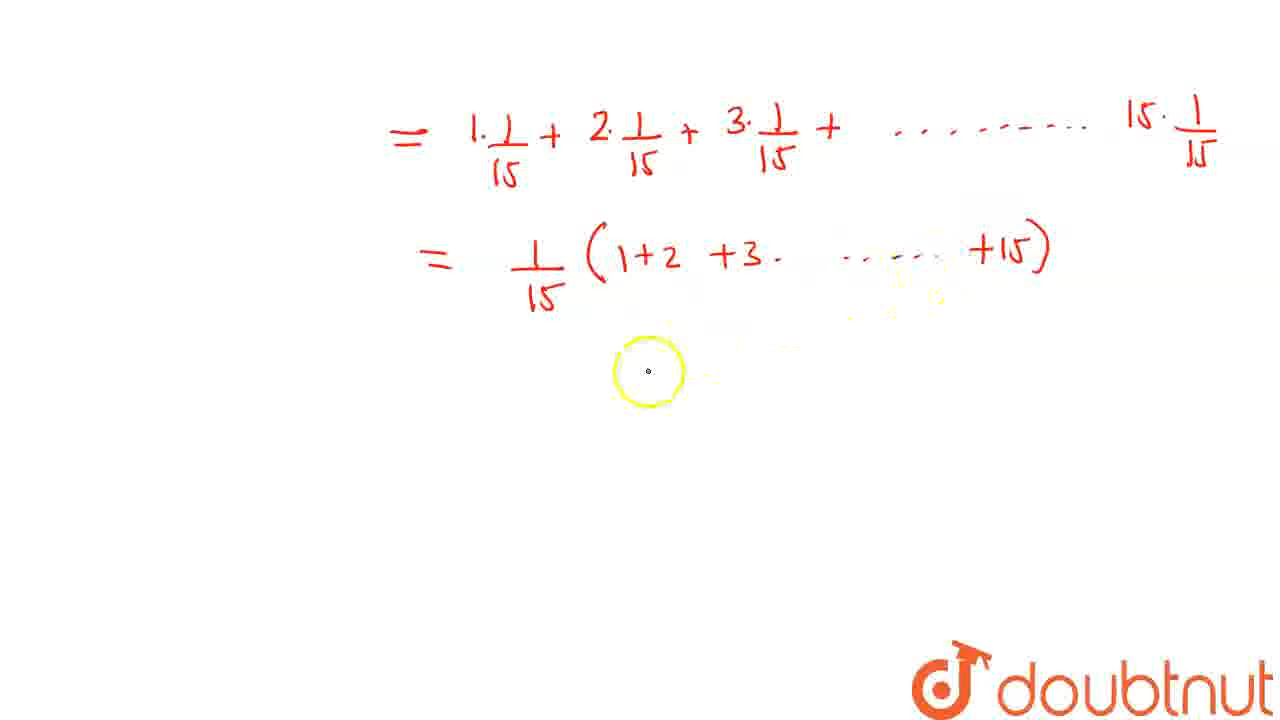 = 1. 1/15 + 2. 1/15 + 3. 1/15 + .......... 15. 1/15
= 1/15 (1+2 +3. ...... +15)
doubtnut